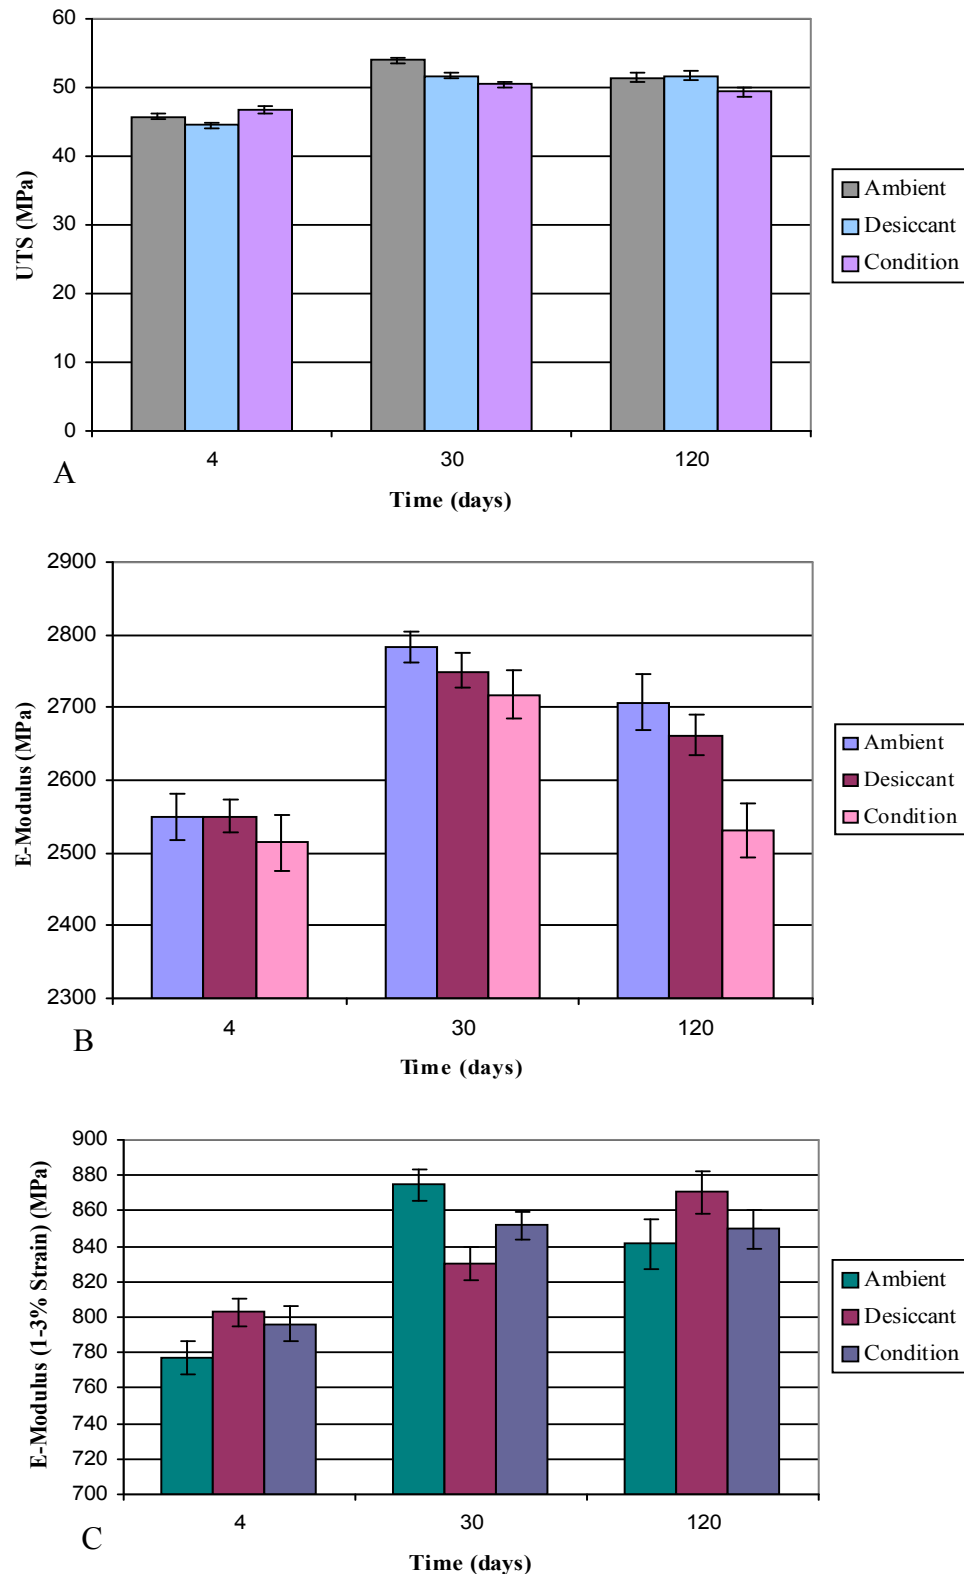 60
50
40
30
20
10
0
UTS (MPa)
4 30 120
A
Time (days)
Ambient
Desiccant
Condition
2900
2800
2700
2600
2500
2400
2300
E-Modulus (MPa)
4 30 120
B
Time (days)
Ambient
Desiccant
Condition
900
880
860
840
820
800
780
760
740
720
700
E-Modulus (1-3% Strain) (MPa)
4 30 120
C
Time (days)
Ambient
Desiccant
Condition